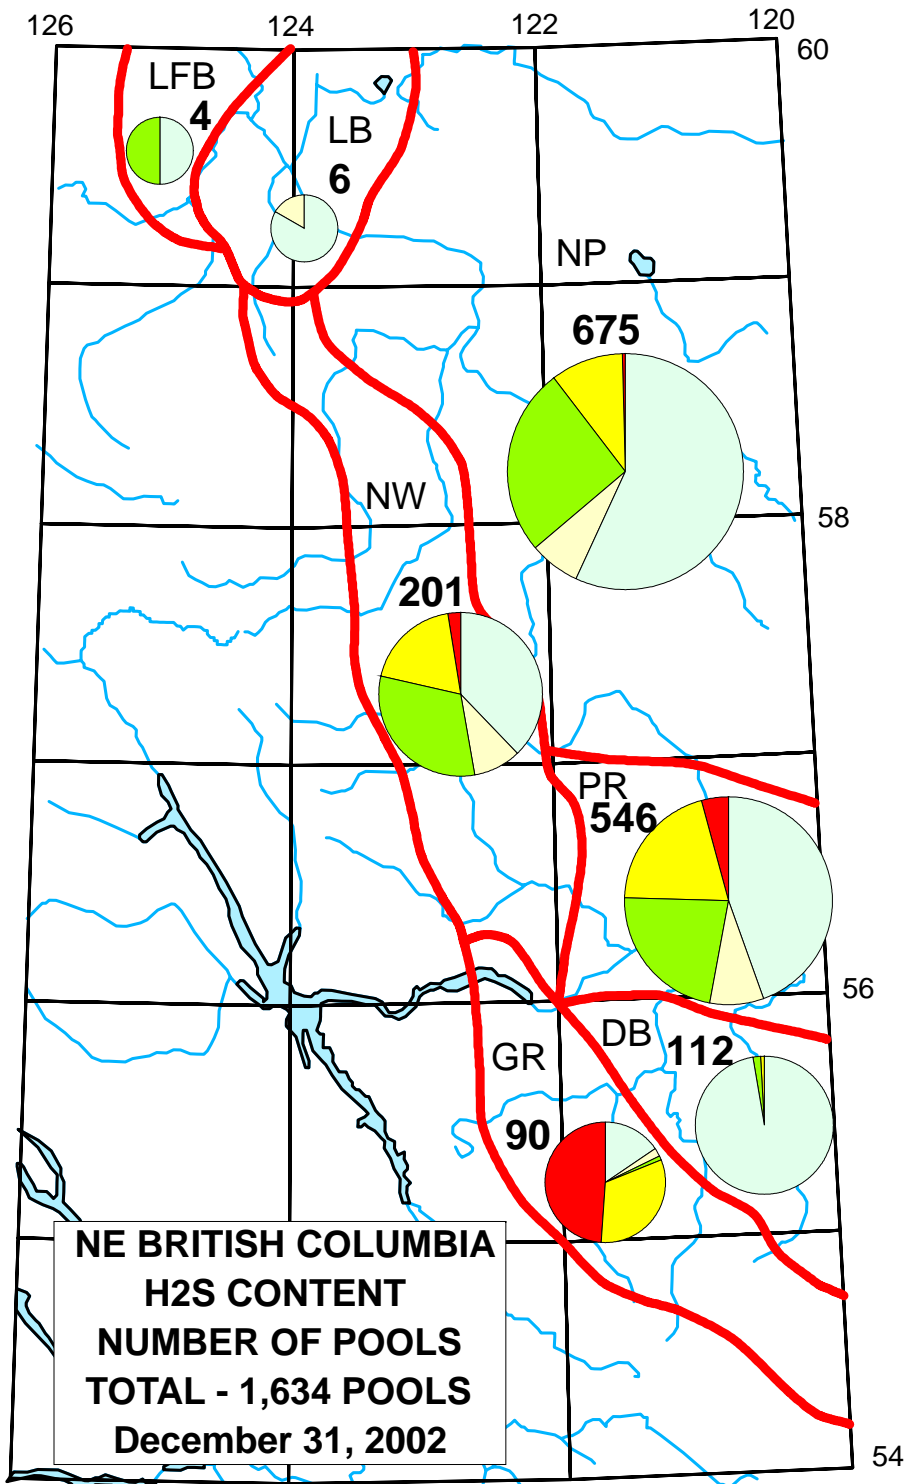 126 124 122 120
60
LFB
4
LB
6
NP
675
NW
58
201
PR
546
56
DB
GR
112
90
NE BRITISH COLUMBIA
H2S CONTENT
NUMBER OF POOLS
TOTAL - 1,634 POOLS
December 31, 2002
54